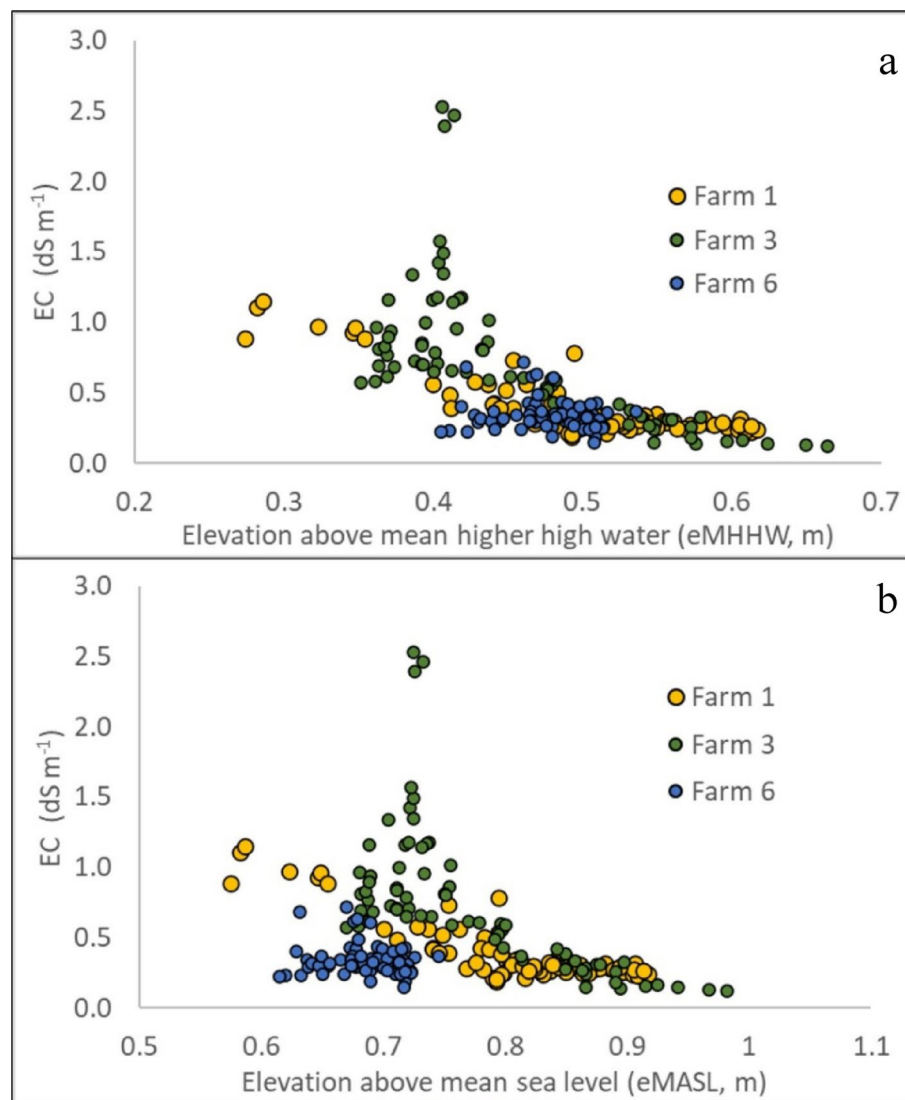 a
3.0
2.5
2.0
1.5
1.0
0.5
0.0
EC (dS m⁻¹)
Farm 1
Farm 3
Farm 6
0.2 0.3 0.4 0.5 0.6 0.7
Elevation above mean higher high water (eMHHW, m)
b
3.0
2.5
2.0
1.5
1.0
0.5
0.0
EC (dS m⁻¹)
Farm 1
Farm 3
Farm 6
0.5 0.6 0.7 0.8 0.9 1 1.1
Elevation above mean sea level (eMASL, m)